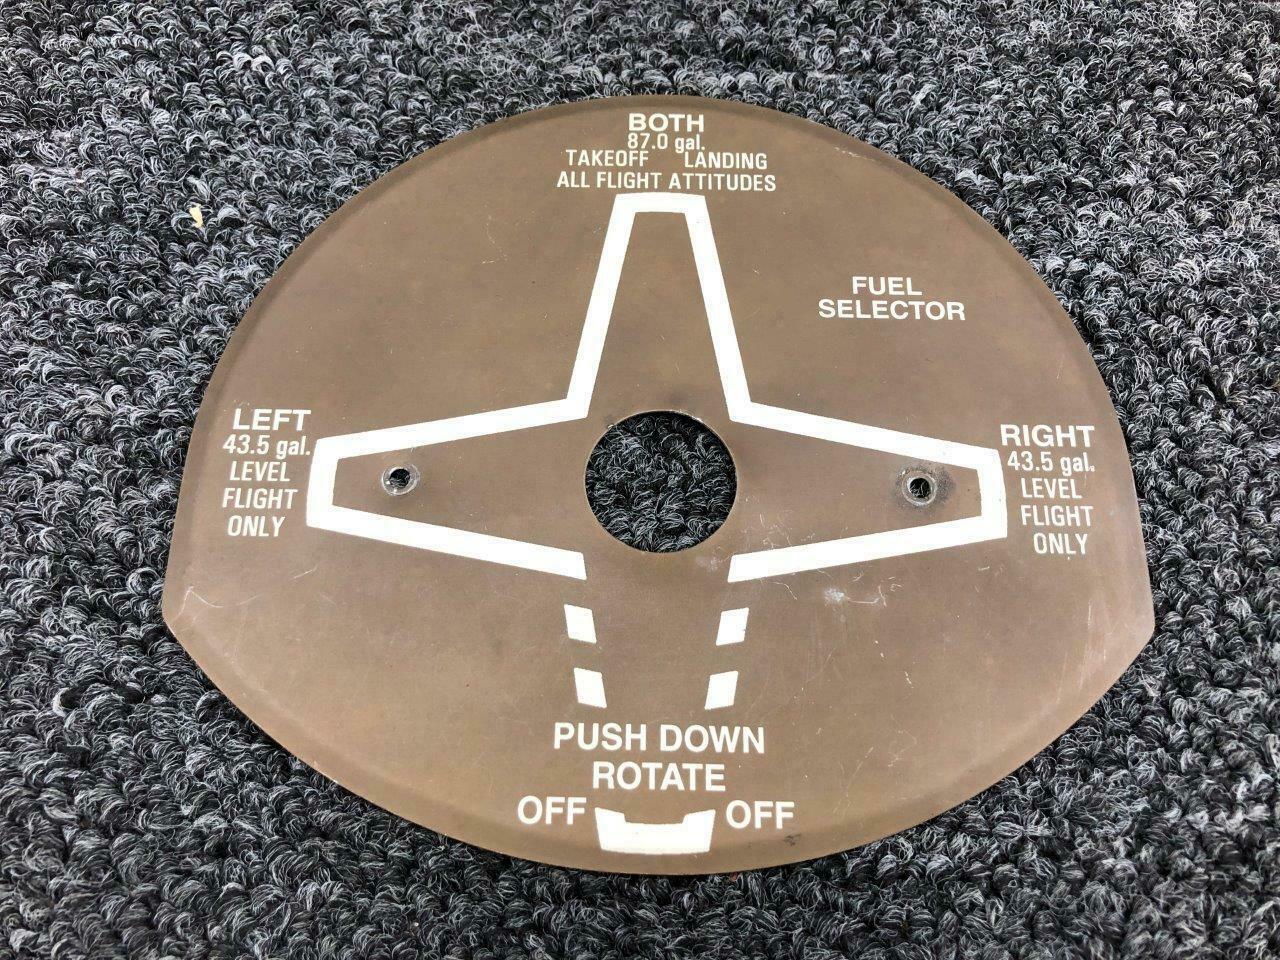 BOTH
87.0 gal.
TAKEOFF LANDING
ALL FLIGHT ATTITUDES
FUEL
SELECTOR
LEFT
43.5 gal.
LEVEL
FLIGHT
ONLY
RIGHT
43.5 gal.
LEVEL
FLIGHT
ONLY
PUSH DOWN
ROTATE
OFF OFF